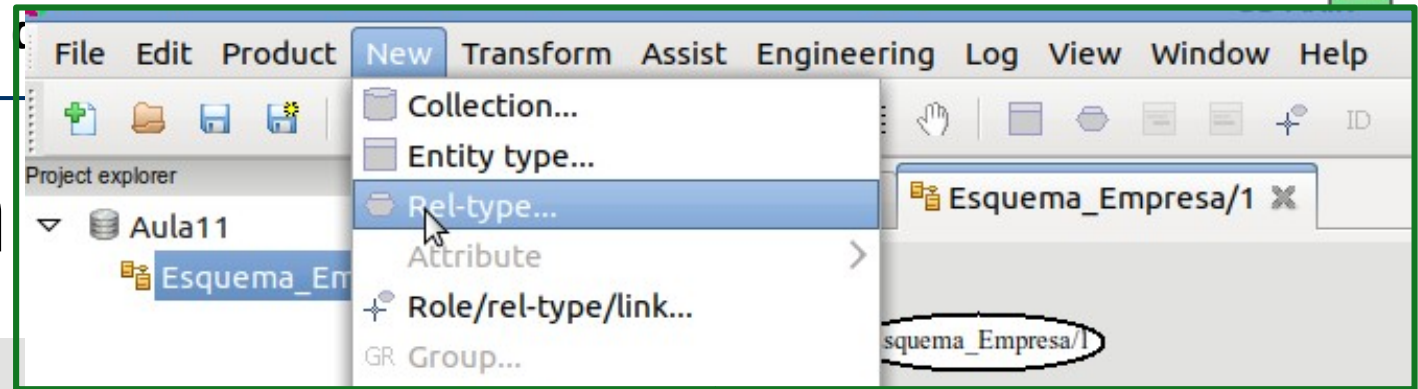 File Edit Product New Transform Assist Engineering Log View Window Help
Collection...
ID
Entity type...
Project explorer
Rel-type...
Esquema_Empresa/1
Aula11
Attribute
Esquema_Em
Role/rel-type/link...
squema_Empresa/1
GR Group...